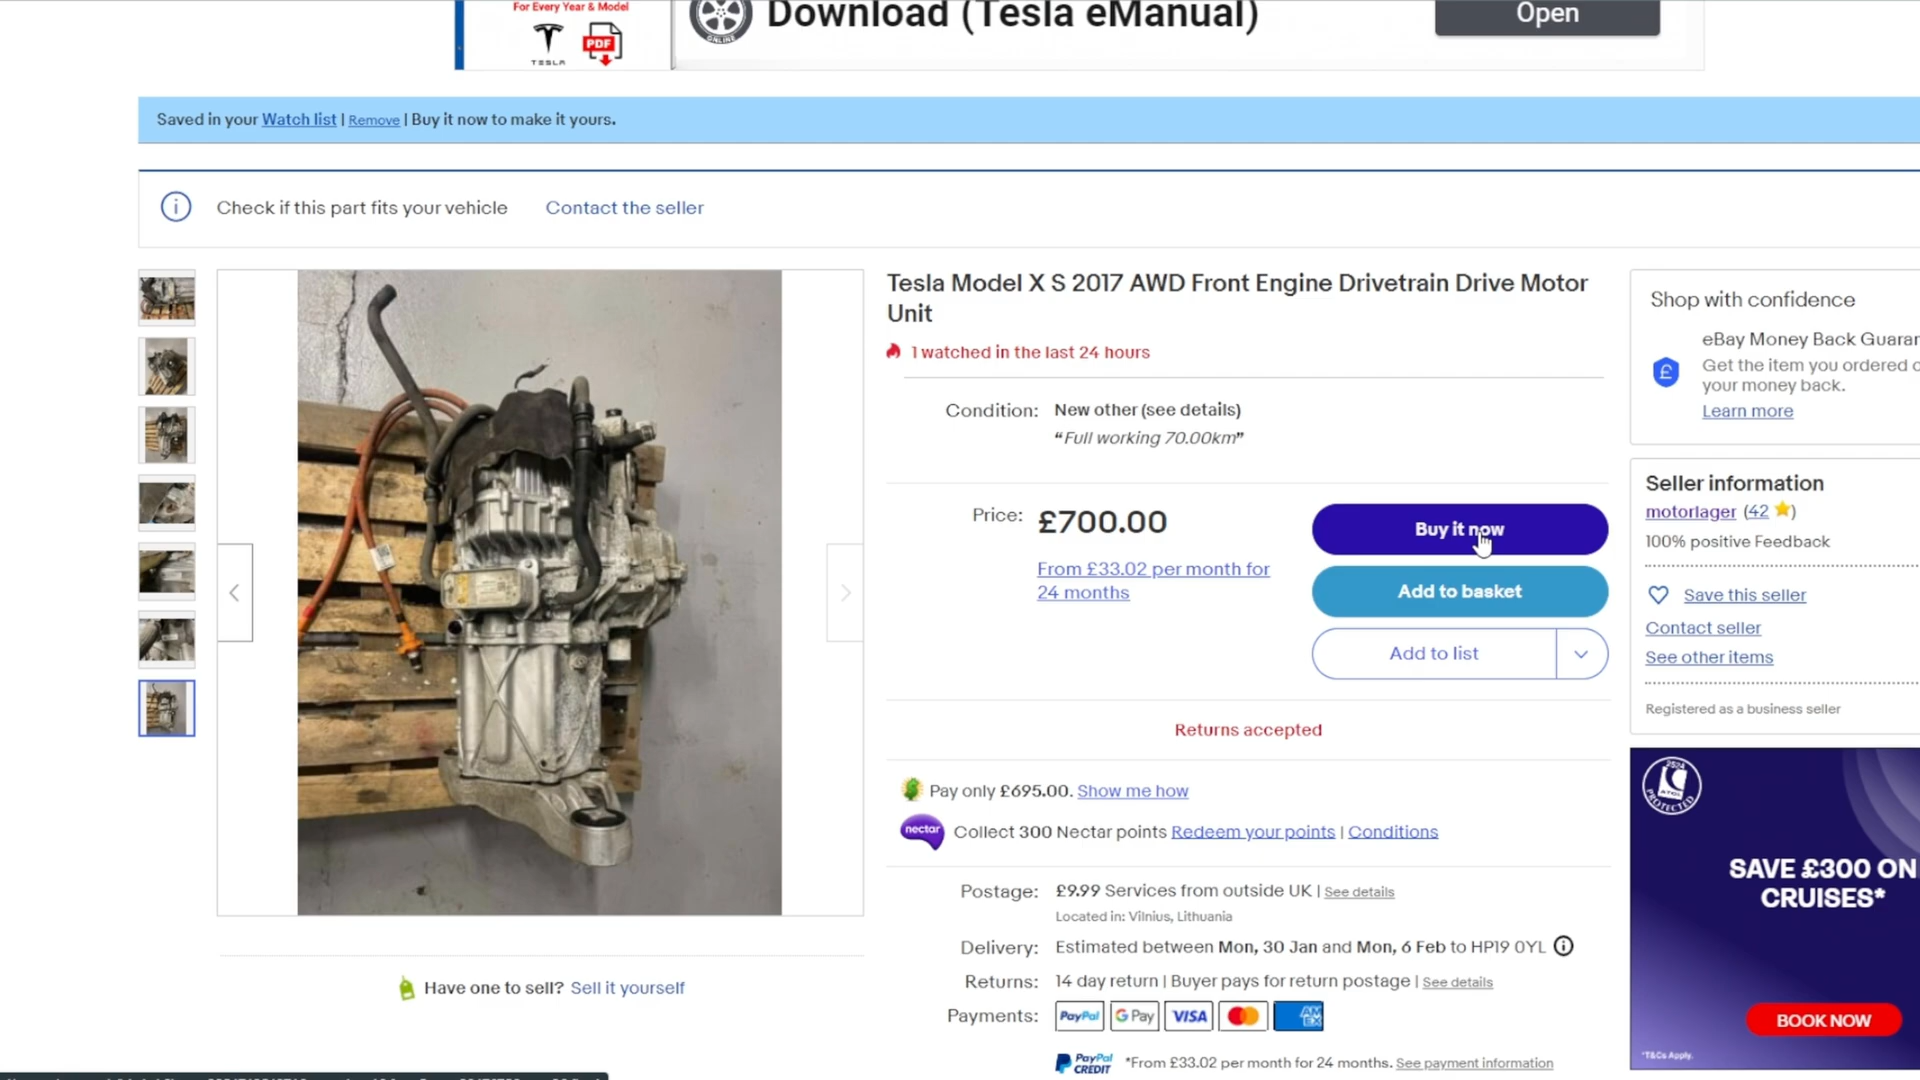 For Every Year & Model
TESLA
PDF
ONLINE
Download (Tesla eManual)
Open
Saved in your Watch list | Remove | Buy it now to make it yours.
Check if this part fits your vehicle Contact the seller
Tesla Model X S 2017 AWD Front Engine Drivetrain Drive Motor
Unit
1 watched in the last 24 hours
Condition: New other (see details)
“Full working 70.00km”
Price: £700.00
From £33.02 per month for
24 months
Buy it now
Add to basket
Add to list
Returns accepted
Pay only £695.00. Show me how
nectar Collect 300 Nectar points Redeem your points | Conditions
Postage: £9.99 Services from outside UK | See details
Located in: Vilnius, Lithuania
Delivery: Estimated between Mon, 30 Jan and Mon, 6 Feb to HP19 0YL
Returns: 14 day return | Buyer pays for return postage | See details
Payments: PayPal G Pay VISA AM EX
PayPal CREDIT *From £33.02 per month for 24 months. See payment information
Have one to sell? Sell it yourself
Shop with confidence
eBay Money Back Guarar
Get the item you ordered o
your money back.
Learn more
Seller information
motorlager (42)
100% positive Feedback
Save this seller
Contact seller
See other items
Registered as a business seller
ATOL
PROTECTED
SAVE £300 ON
CRUISES*
BOOK NOW
*T&Cs Apply.